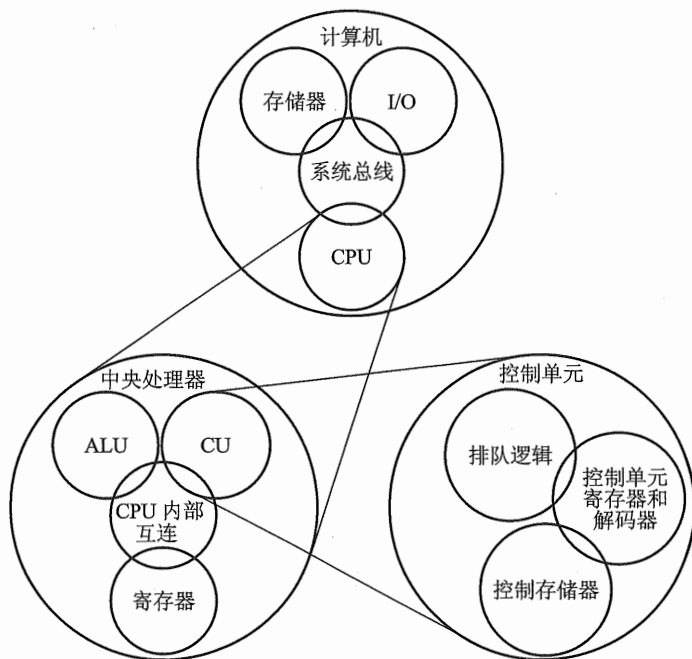 计算机
存储器
I/O
系统总线
CPU
中央处理器
ALU
CU
CPU 内部
互连
寄存器
控制单元
排队逻辑
控制单元
寄存器和
解码器
控制存储器